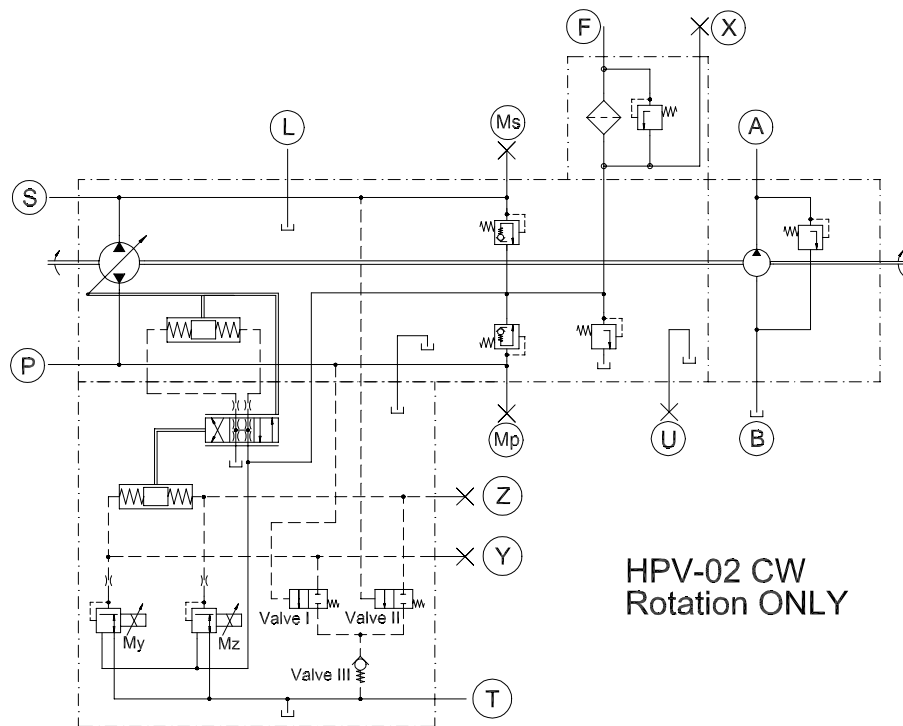 F
X
L
Ms
A
S
P
Mp
U
B
Z
Y
HPV-02 CW
Rotation ONLY
Valve I
Valve II
My
Mz
Valve III
T